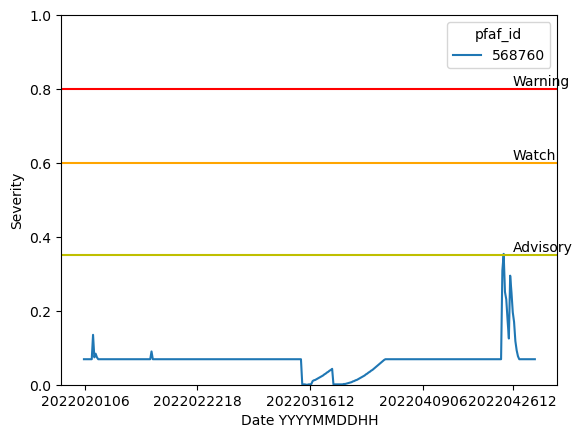 1.0
0.8
0.6
0.4
0.2
0.0
Severity
pfaf_id
568760
Warning
Watch
Advisory
2022020106
2022022218
2022031612
2022040906
2022042612
Date YYYYMMDDHH